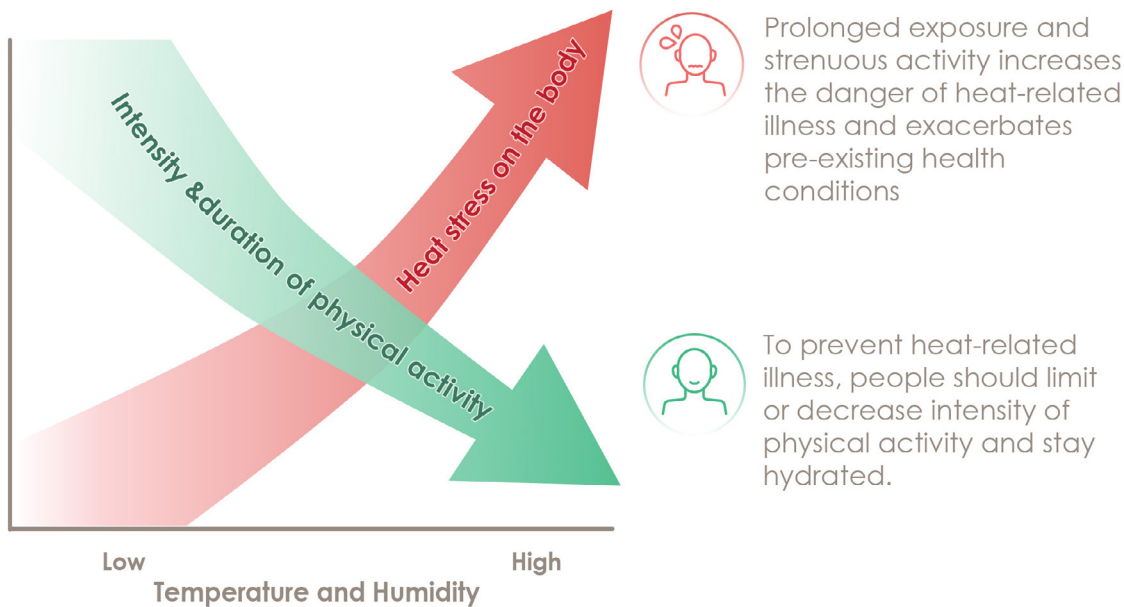 Intensity &duration of physical activity
Heat stress on the body
Low
High
Temperature and Humidity
Prolonged exposure and
strenuous activity increases
the danger of heat-related
illness and exacerbates
pre-existing health
conditions
To prevent heat-related
illness, people should limit
or decrease intensity of
physical activity and stay
hydrated.